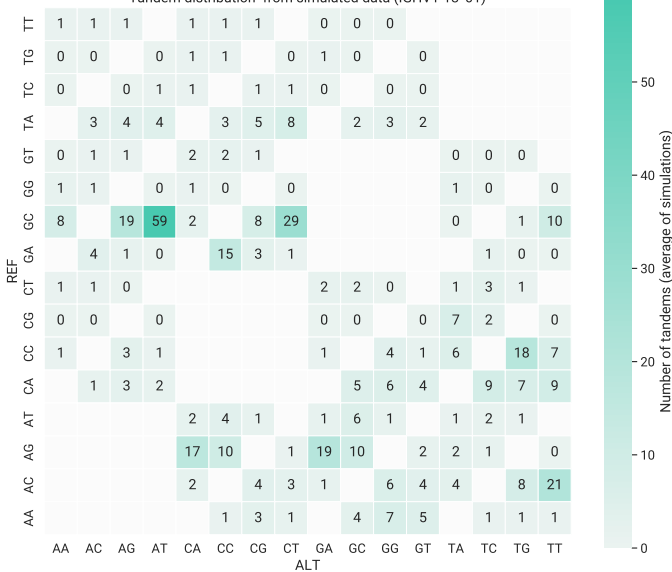 TT 1 1 1 1 1 1 0 0 0
TG 0 0 0 1 1 0 1 0 0
TC 0 0 1 1 1 1 0 0 0
TA 3 4 4 3 5 8 2 3 2
GT 0 1 1 2 2 1 0 0 0
GG 1 1 0 1 0 0 1 0 0
GC 8 19 59 2 8 29 0 1 10
GA 4 1 0 15 3 1 1 0 0
CT 1 1 0 2 2 0 1 3 1
CG 0 0 0 0 0 0 7 2 0
CC 1 3 1 1 4 1 6 18 7
CA 1 3 2 5 6 4 9 7 9
AT 2 4 1 1 6 1 1 2 1
AG 17 10 1 19 10 2 2 1 0
AC 2 4 3 1 6 4 4 8 21
AA 1 3 1 4 7 5 1 1 1
AA AC AG AT CA CC CG CT GA GC GG GT TA TC TG TT
ALT
REF
50
40
30
20
10
0
Number of tandems (average of simulations)